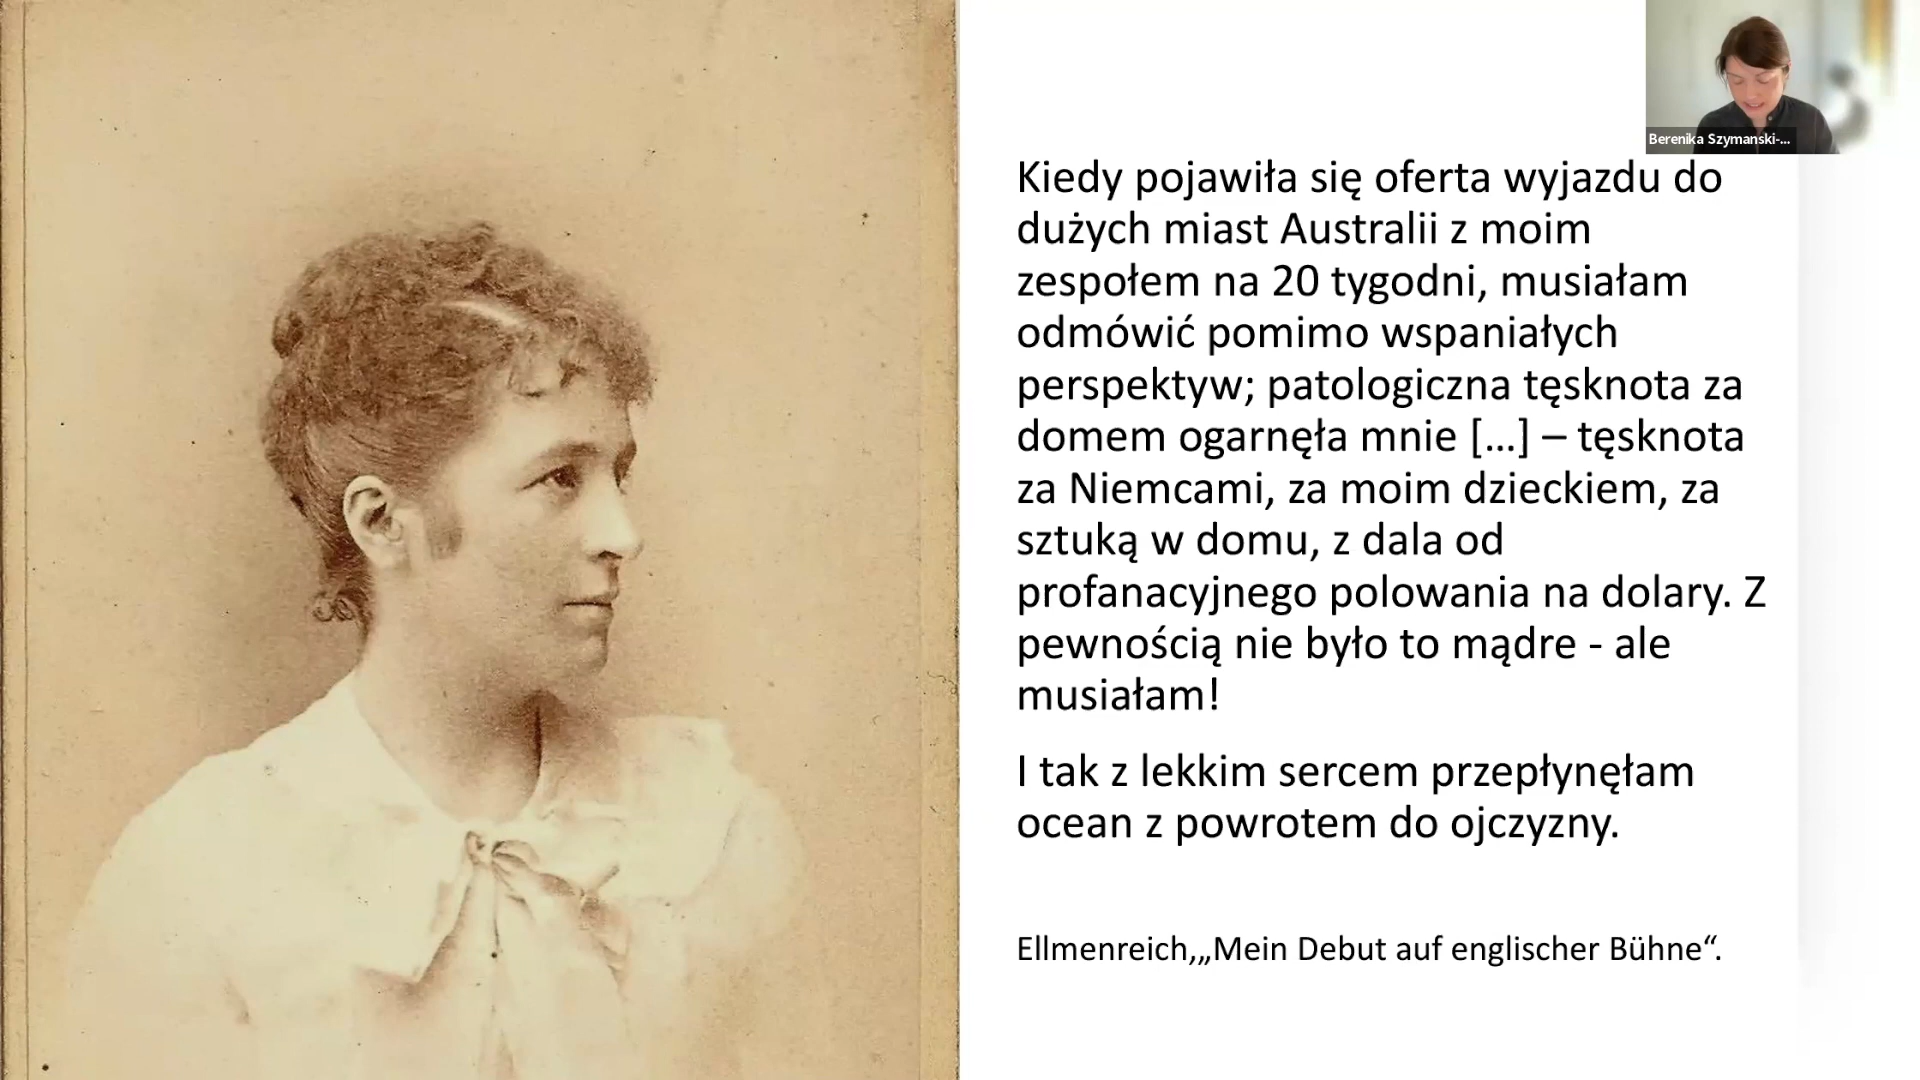 Berenika Szymanski-...
Kiedy pojawiła się oferta wyjazdu do
dużych miast Australii z moim
zespołem na 20 tygodni, musiałam
odmówić pomimo wspaniałych
perspektyw; patologiczna tęsknota za
domem ogarnęła mnie [...] – tęsknota
za Niemcami, za moim dzieckiem, za
sztuką w domu, z dala od
profanacyjnego polowania na dolary. Z
pewnością nie było to mądre - ale
musiałam!
I tak z lekkim sercem przepłynęłam
ocean z powrotem do ojczyzny.
Ellmenreich,„Mein Debut auf englischer Bühne“.